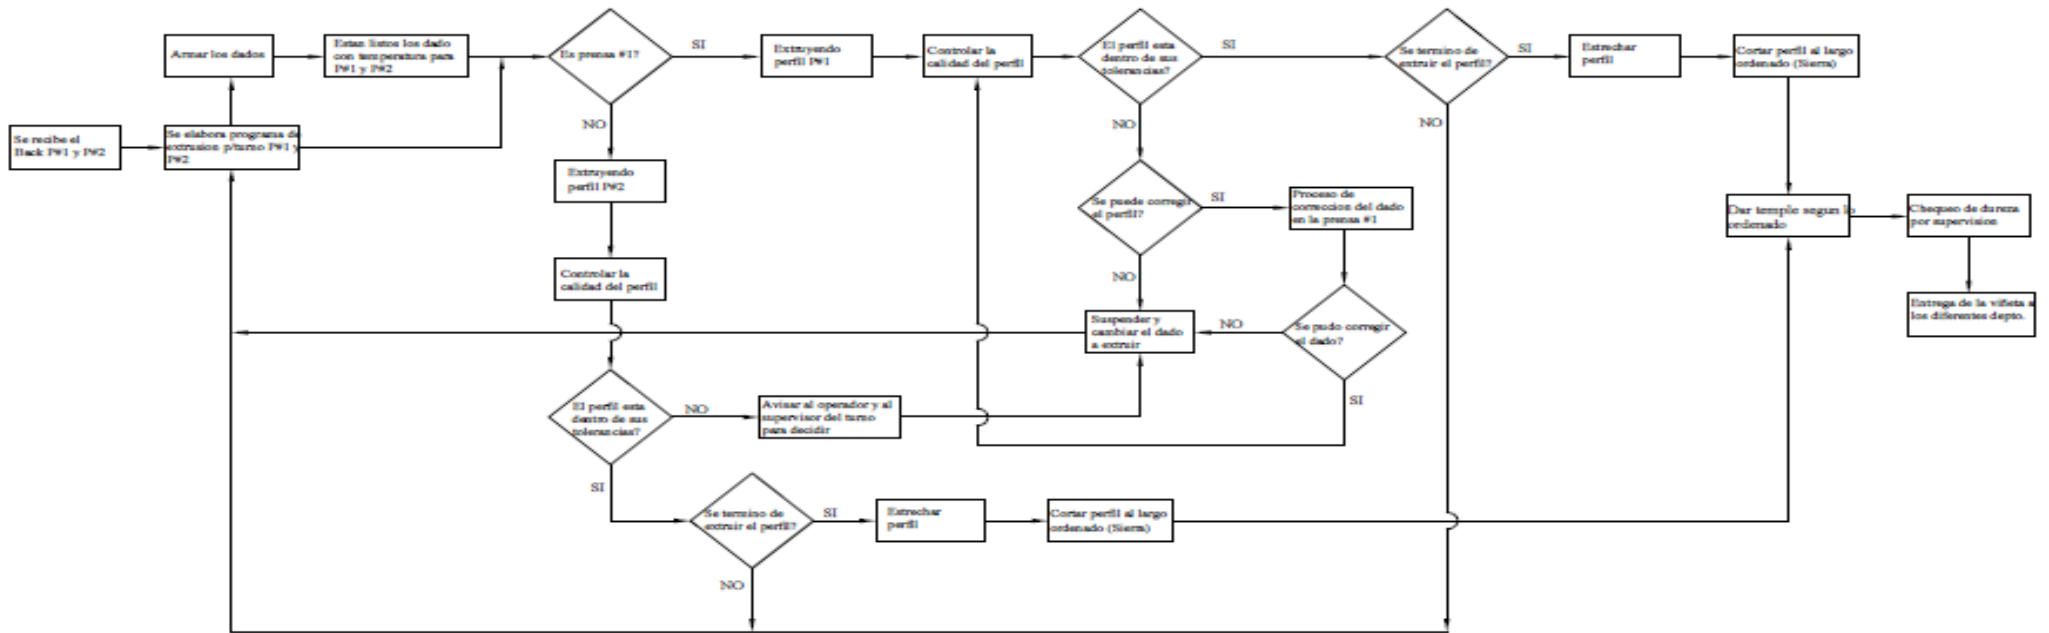 Armar los dados
Estan listos los dado
con temperatura para
P#1 y P#2
Es prensa #1?
SI
Extruyendo
perfil P#1
Controlar la
calidad del perfil
El perfil esta
dentro de sus
tolerancias?
SI
Se termino de
extruir el perfil?
SI
Estrechar
perfil
Cortar perfil al largo
ordenado (Sierra)
Se recibe el
Back P#1 y P#2
Se elabora programa de
extrusion p/turno P#1 y
P#2
NO
NO
NO
Extruyendo
perfil P#2
Se puede corregir
el perfil?
SI
Proceso de
correccion del dado
en la prensa #1
Dar temple segun lo
ordenado
Chequeo de dureza
por supervision
Controlar la
calidad del perfil
NO
Suspender y
cambiar el dado
a extruir
NO
Se pudo corregir
el dado?
Entrega de la viñeta a
los diferentes depto.
SI
El perfil esta
dentro de sus
tolerancias?
NO
Avisar al operador y al
supervisor del turno
para decidir
SI
Se termino de
extruir el perfil?
SI
Estrechar
perfil
Cortar perfil al largo
ordenado (Sierra)
NO